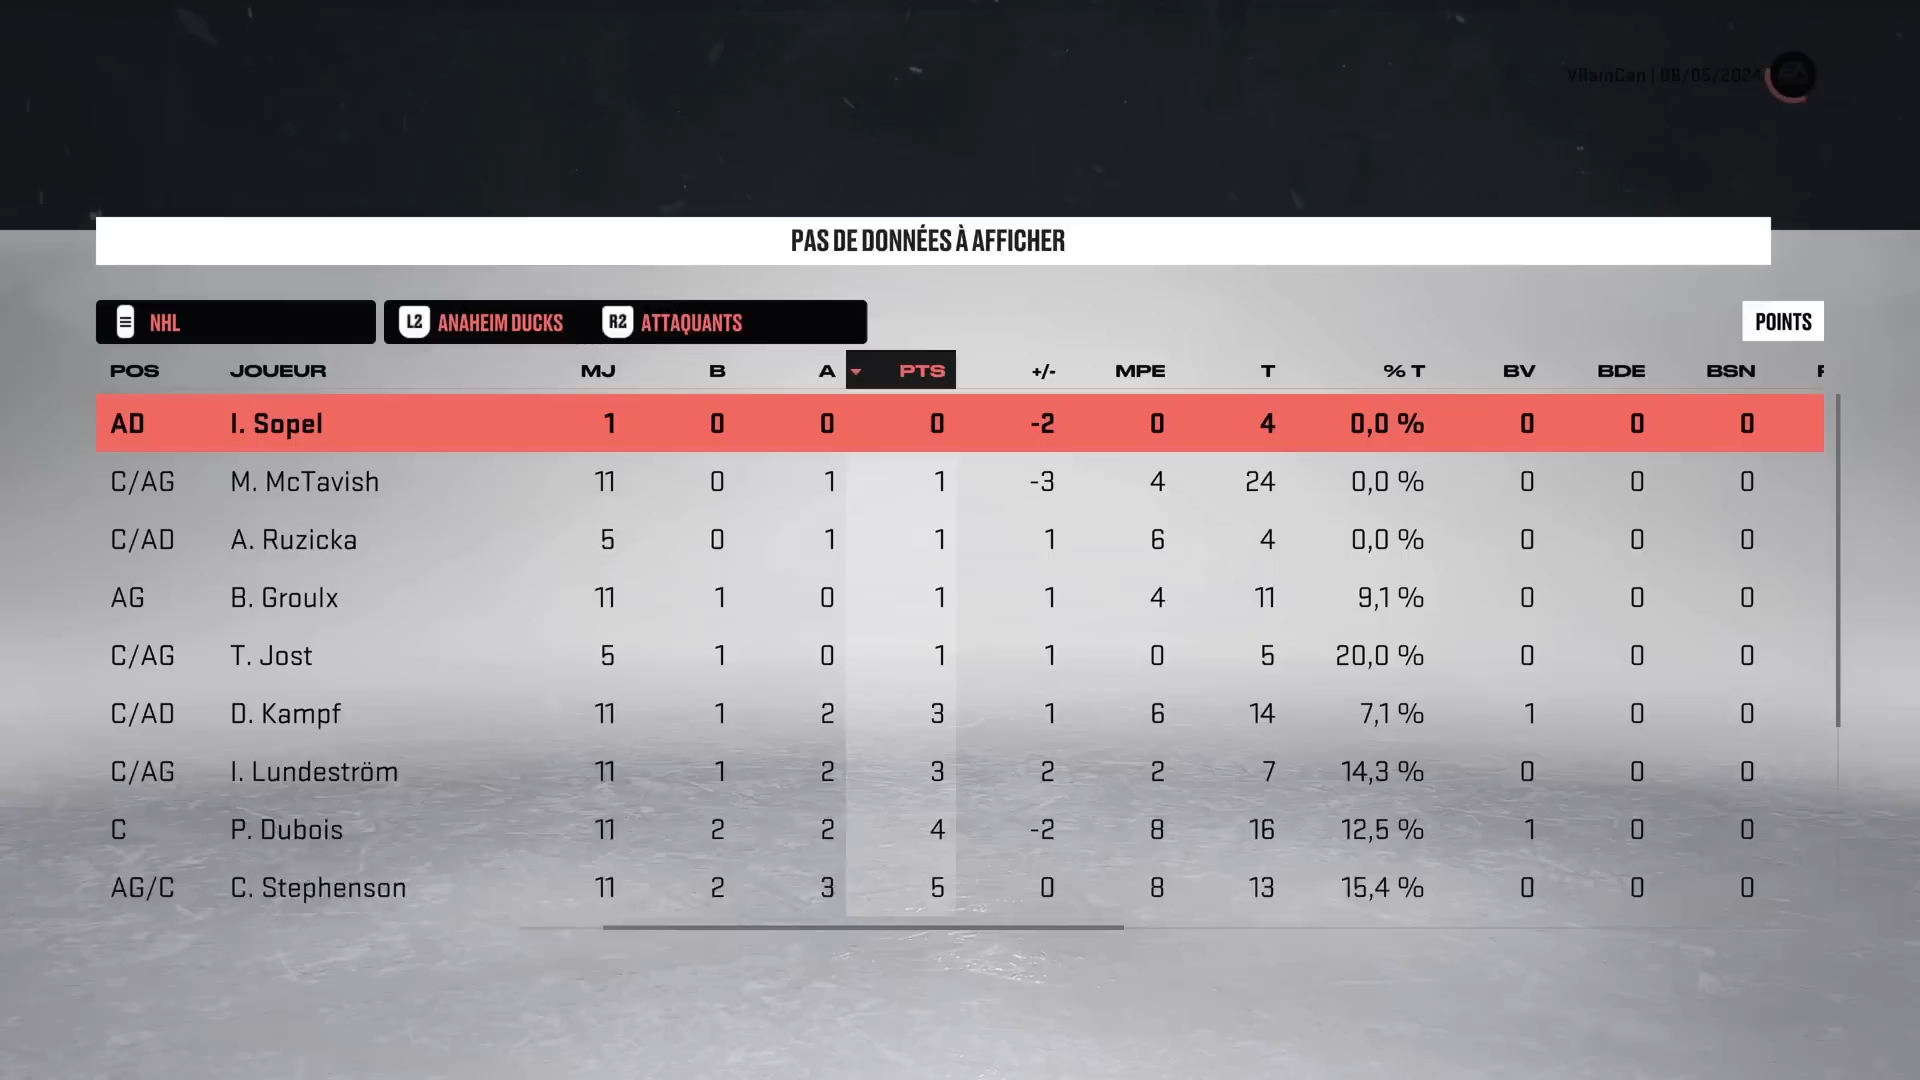 VilainCan | 06/05/2024
PAS DE DONNÉES À AFFICHER
NHL L2 ANAHEIM DUCKS R2 ATTAQUANTS POINTS
POS JOUEUR MJ B A PTS +/- MPE T % T BV BDE BSN
AD I. Sopel 1 0 0 0 -2 0 4 0,0 % 0 0 0
C/AG M. McTavish 11 0 1 1 -3 4 24 0,0 % 0 0 0
C/AD A. Ruzicka 5 0 1 1 1 6 4 0,0 % 0 0 0
AG B. Groulx 11 1 0 1 1 4 11 9,1 % 0 0 0
C/AG T. Jost 5 1 0 1 1 0 5 20,0 % 0 0 0
C/AD D. Kampf 11 1 2 3 1 6 14 7,1 % 1 0 0
C/AG I. Lundeström 11 1 2 3 2 2 7 14,3 % 0 0 0
C P. Dubois 11 2 2 4 -2 8 16 12,5 % 1 0 0
AG/C C. Stephenson 11 2 3 5 0 8 13 15,4 % 0 0 0